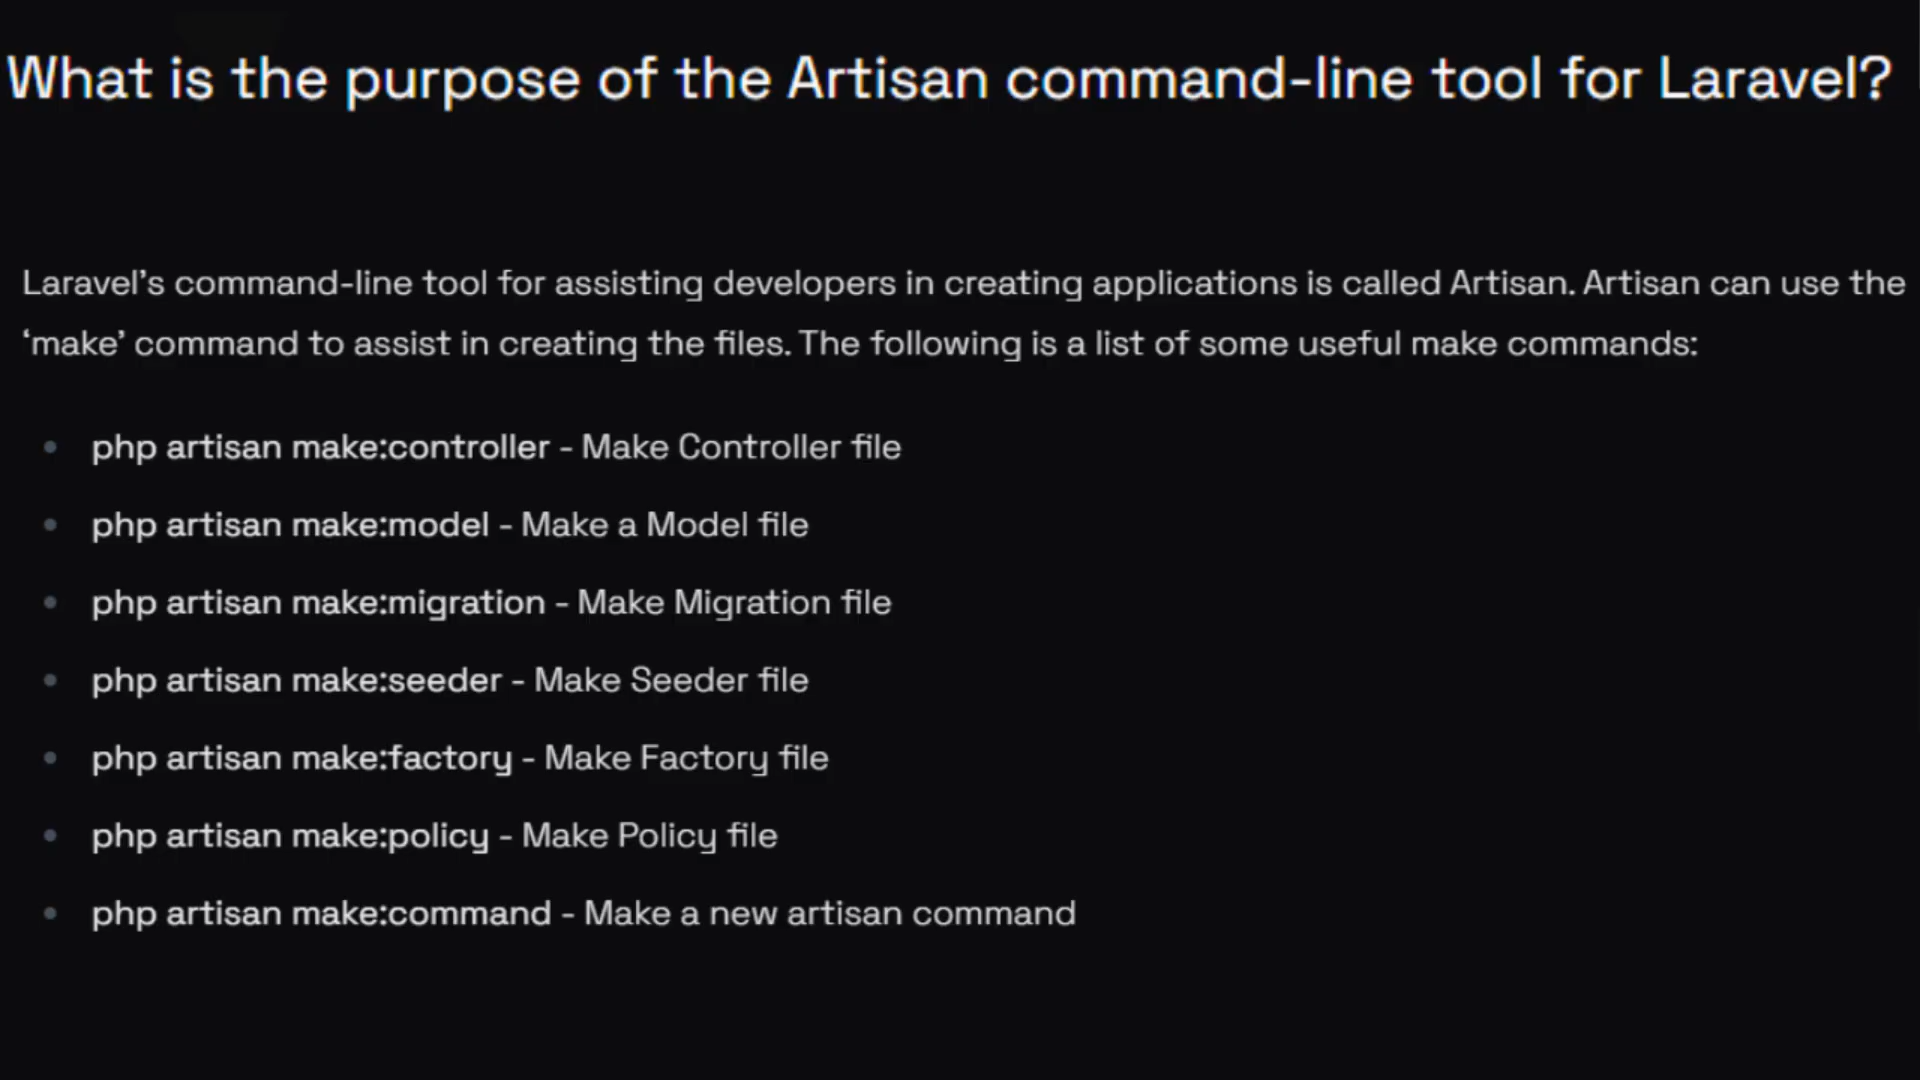 What is the purpose of the Artisan command-line tool for Laravel?
Laravel’s command-line tool for assisting developers in creating applications is called Artisan. Artisan can use the
‘make’ command to assist in creating the files. The following is a list of some useful make commands:
• php artisan make:controller - Make Controller file
• php artisan make:model - Make a Model file
• php artisan make:migration - Make Migration file
• php artisan make:seeder - Make Seeder file
• php artisan make:factory - Make Factory file
• php artisan make:policy - Make Policy file
• php artisan make:command - Make a new artisan command